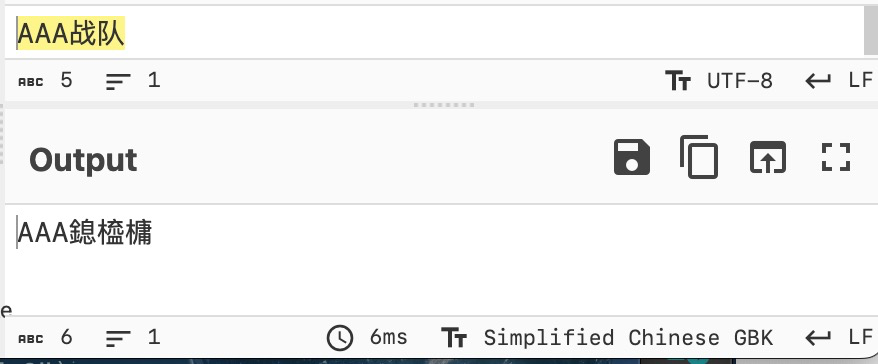 AAA战队
ABC 5 1 UTF-8 LF
Output
AAA鎴橀槦
e
ABC 6 1 6ms Simplified Chinese GBK LF